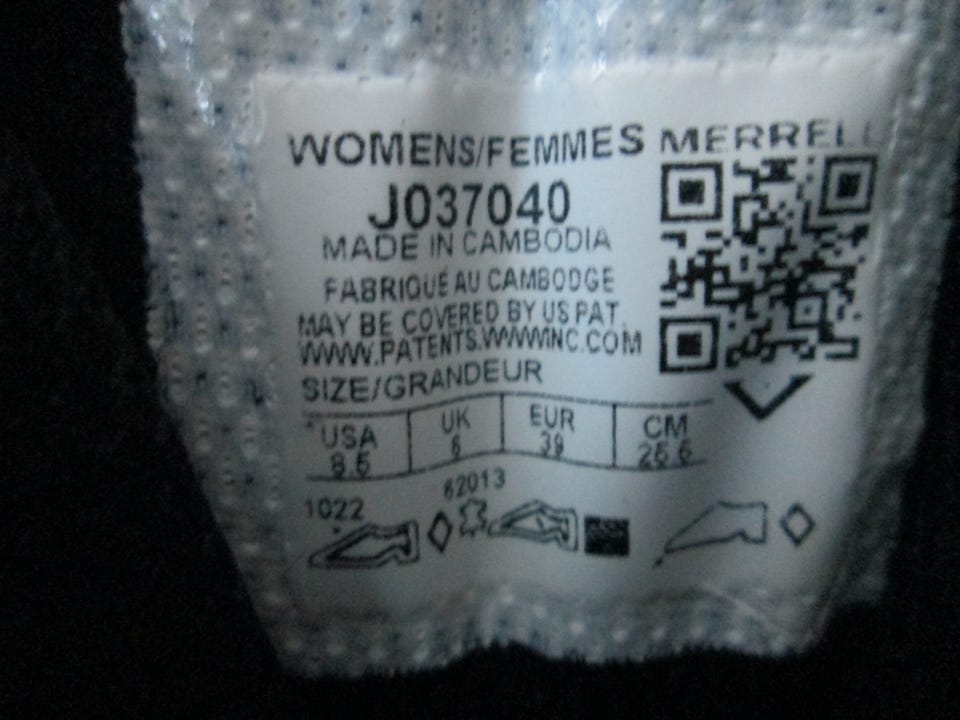 WOMENS/FEMMES MERRELL
J037040
MADE IN CAMBODIA
FABRIQUÉ AU CAMBODGE
MAY BE COVERED BY US PAT.
WWW.PATENTS.WWWINC.COM
SIZE/GRANDEUR
USA UK EUR CM
8.5 6 39 25.5
1022 62013